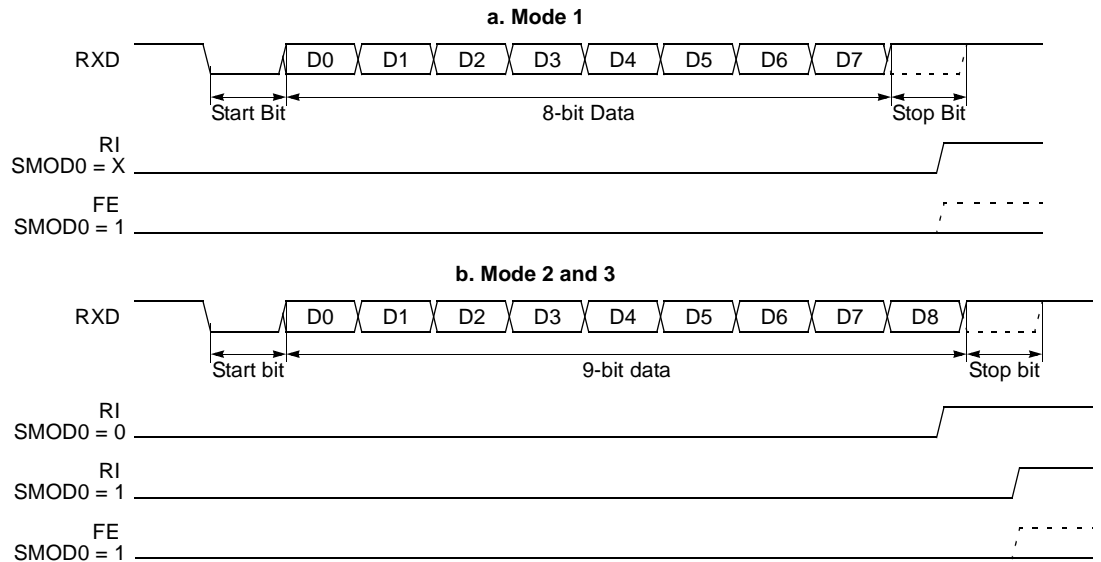 a. Mode 1
RXD D0 D1 D2 D3 D4 D5 D6 D7
Start Bit 8-bit Data Stop Bit
RI
SMOD0 = X
FE
SMOD0 = 1
b. Mode 2 and 3
RXD D0 D1 D2 D3 D4 D5 D6 D7 D8
Start bit 9-bit data Stop bit
RI
SMOD0 = 0
RI
SMOD0 = 1
FE
SMOD0 = 1